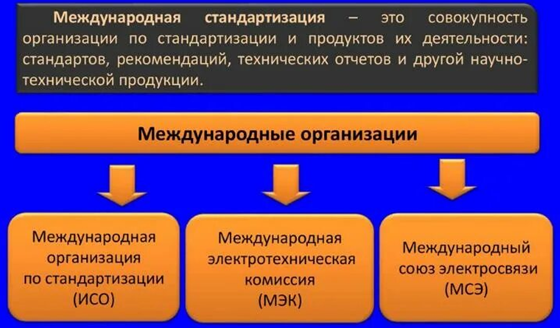 Международная стандартизация – это совокупность
организации по стандартизации и продуктов их деятельности:
стандартов, рекомендаций, технических отчетов и другой научно-
технической продукции.
Международные организации
Международная
организация
по стандартизации
(ИСО)
Международная
электротехническая
комиссия
(МЭК)
Международный
союз электросвязи
(МСЭ)